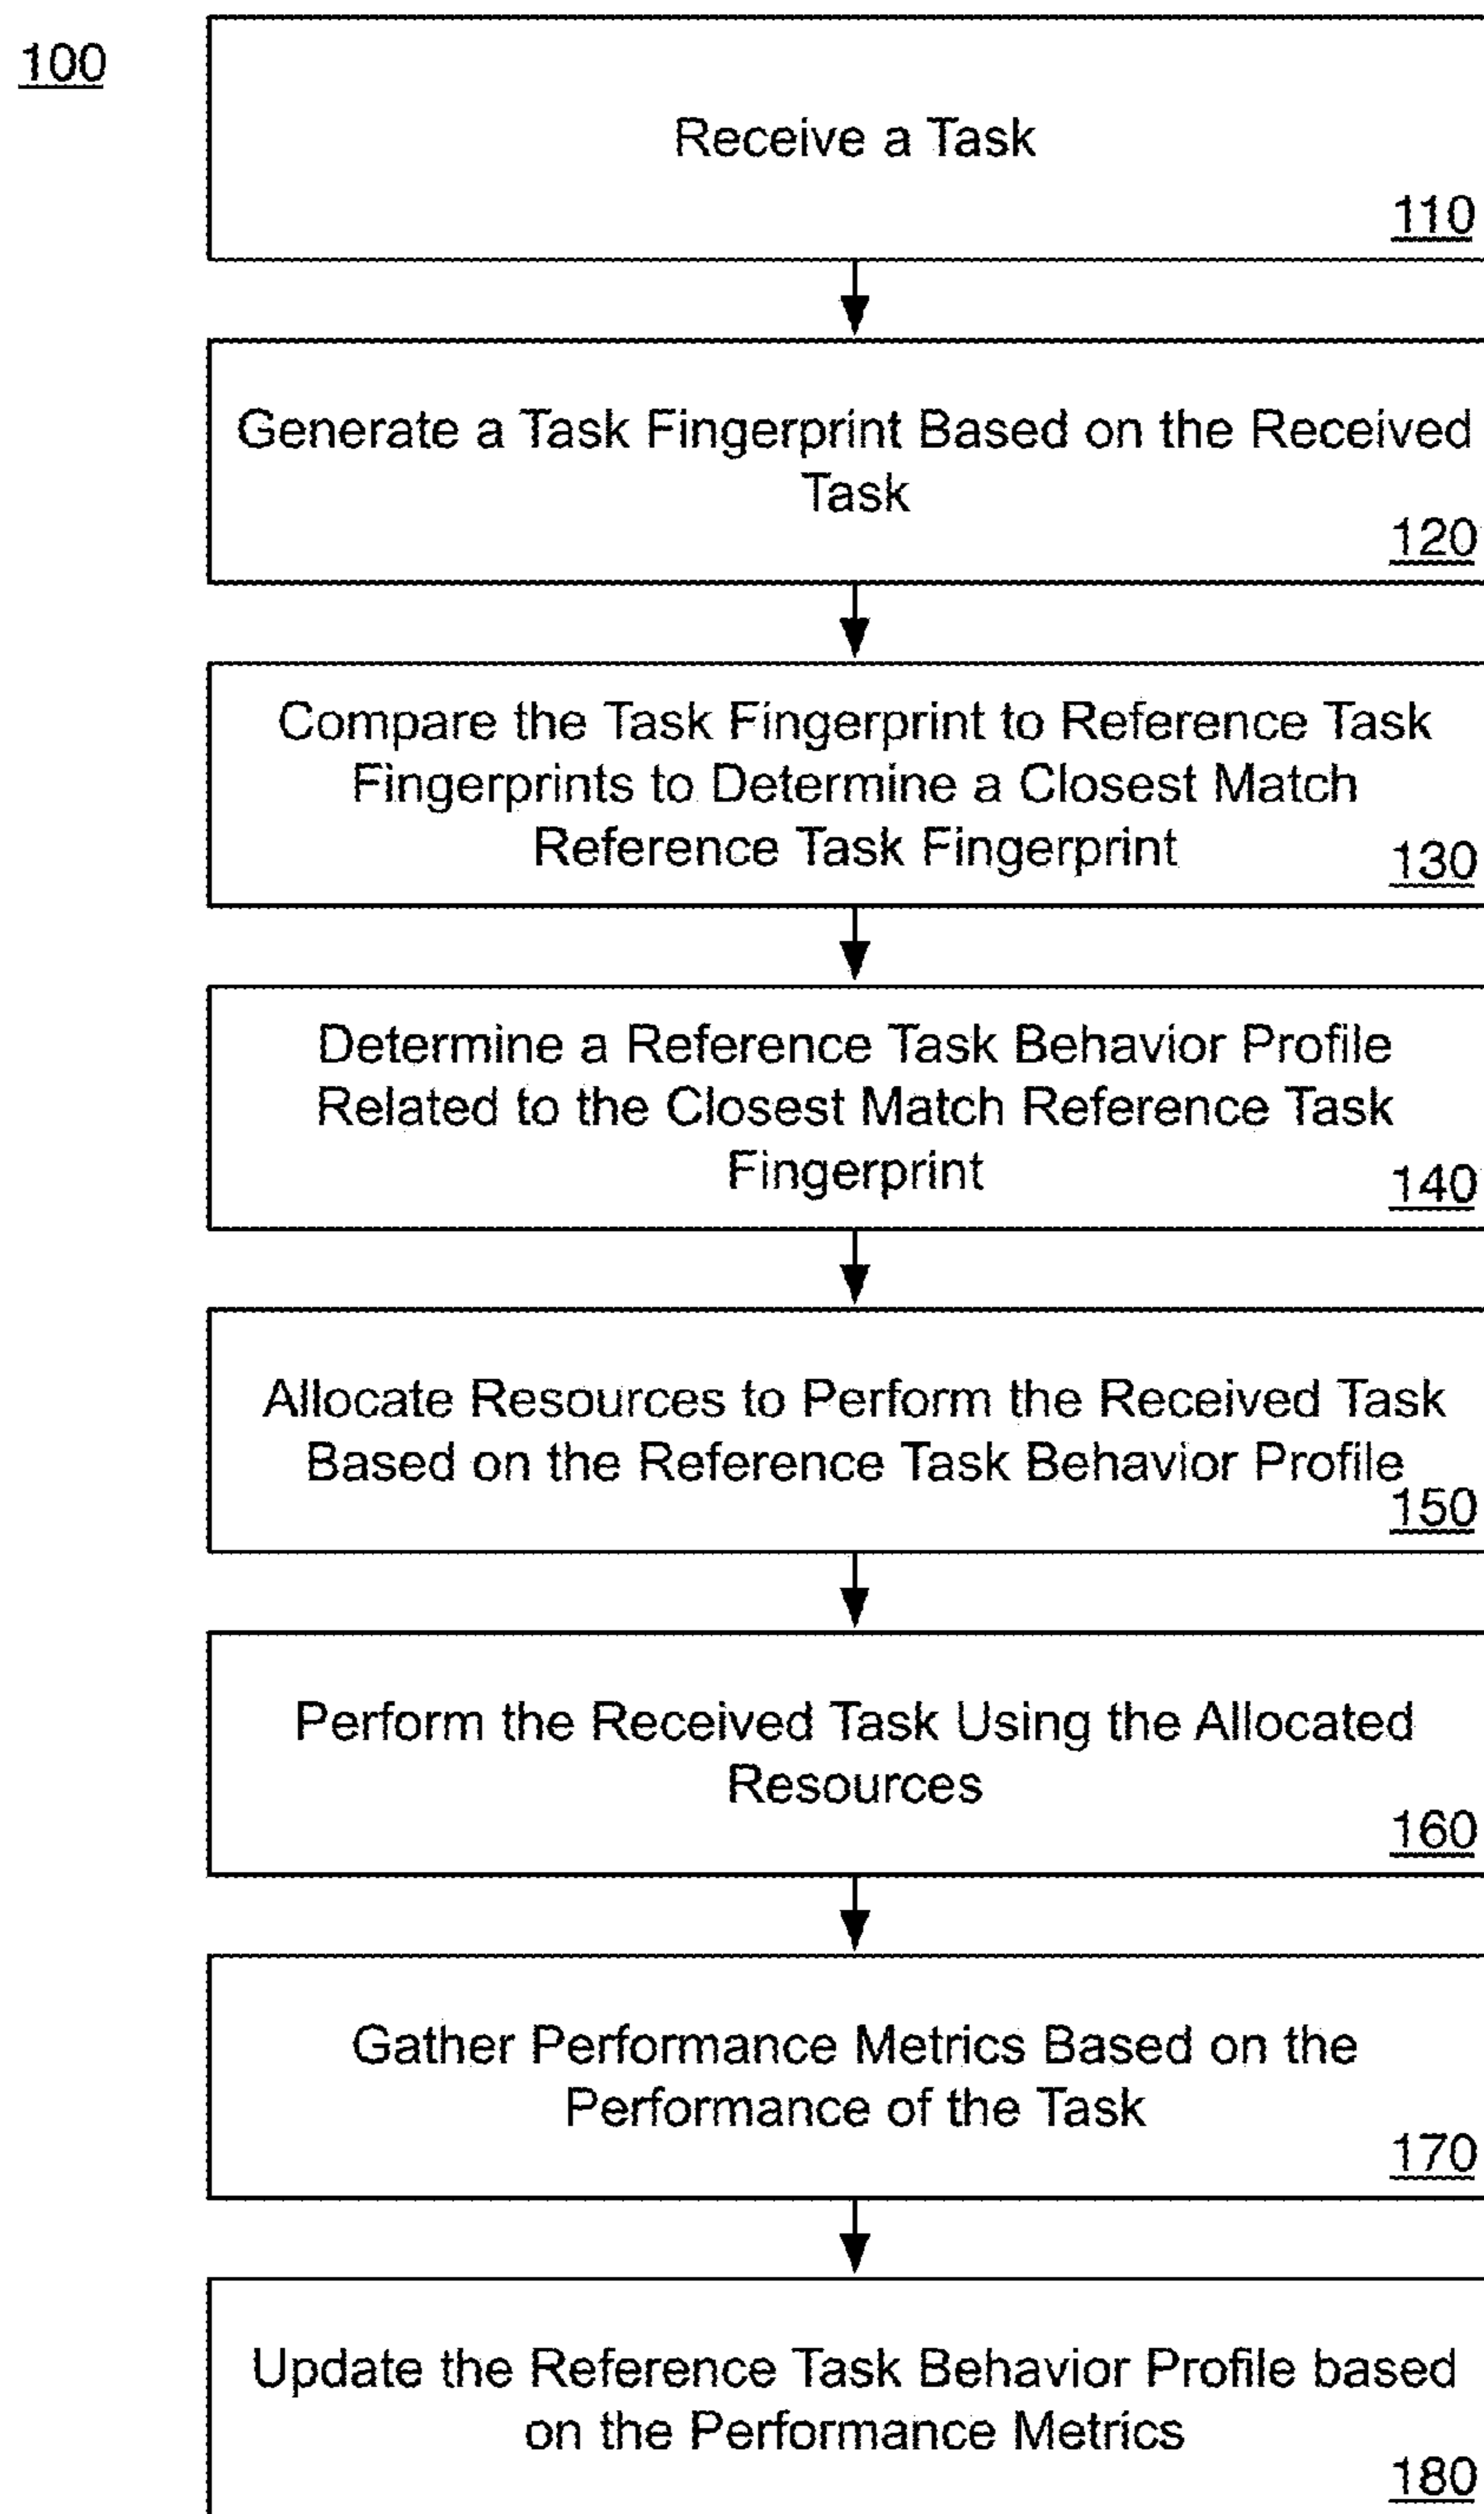 100
Receive a Task
110
Generate a Task Fingerprint Based on the Received
Task
120
Compare the Task Fingerprint to Reference Task
Fingerprints to Determine a Closest Match
Reference Task Fingerprint
130
Determine a Reference Task Behavior Profile
Related to the Closest Match Reference Task
Fingerprint
140
Allocate Resources to Perform the Received Task
Based on the Reference Task Behavior Profile
150
Perform the Received Task Using the Allocated
Resources
160
Gather Performance Metrics Based on the
Performance of the Task
170
Update the Reference Task Behavior Profile based
on the Performance Metrics
180